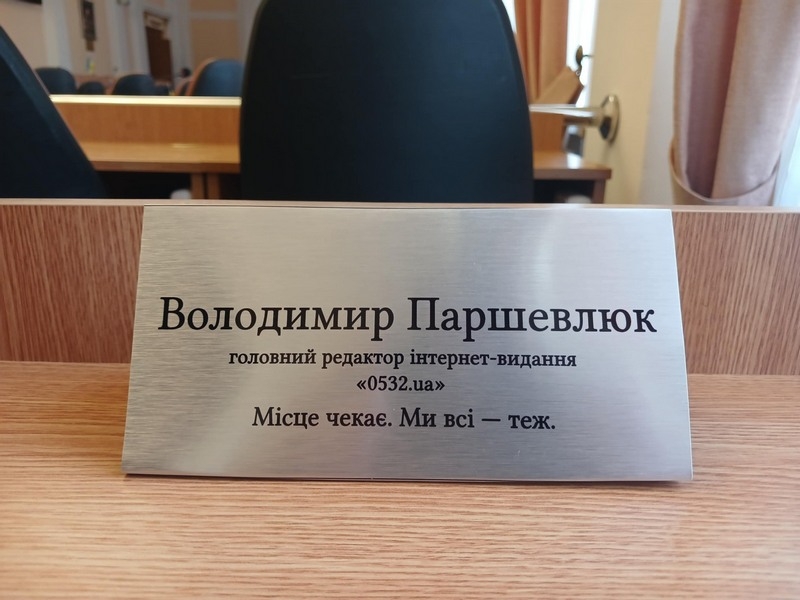 Володимир Паршевлюк
головний редактор інтернет-видання
«0532.ua»
Місце чекає. Ми всі — теж.